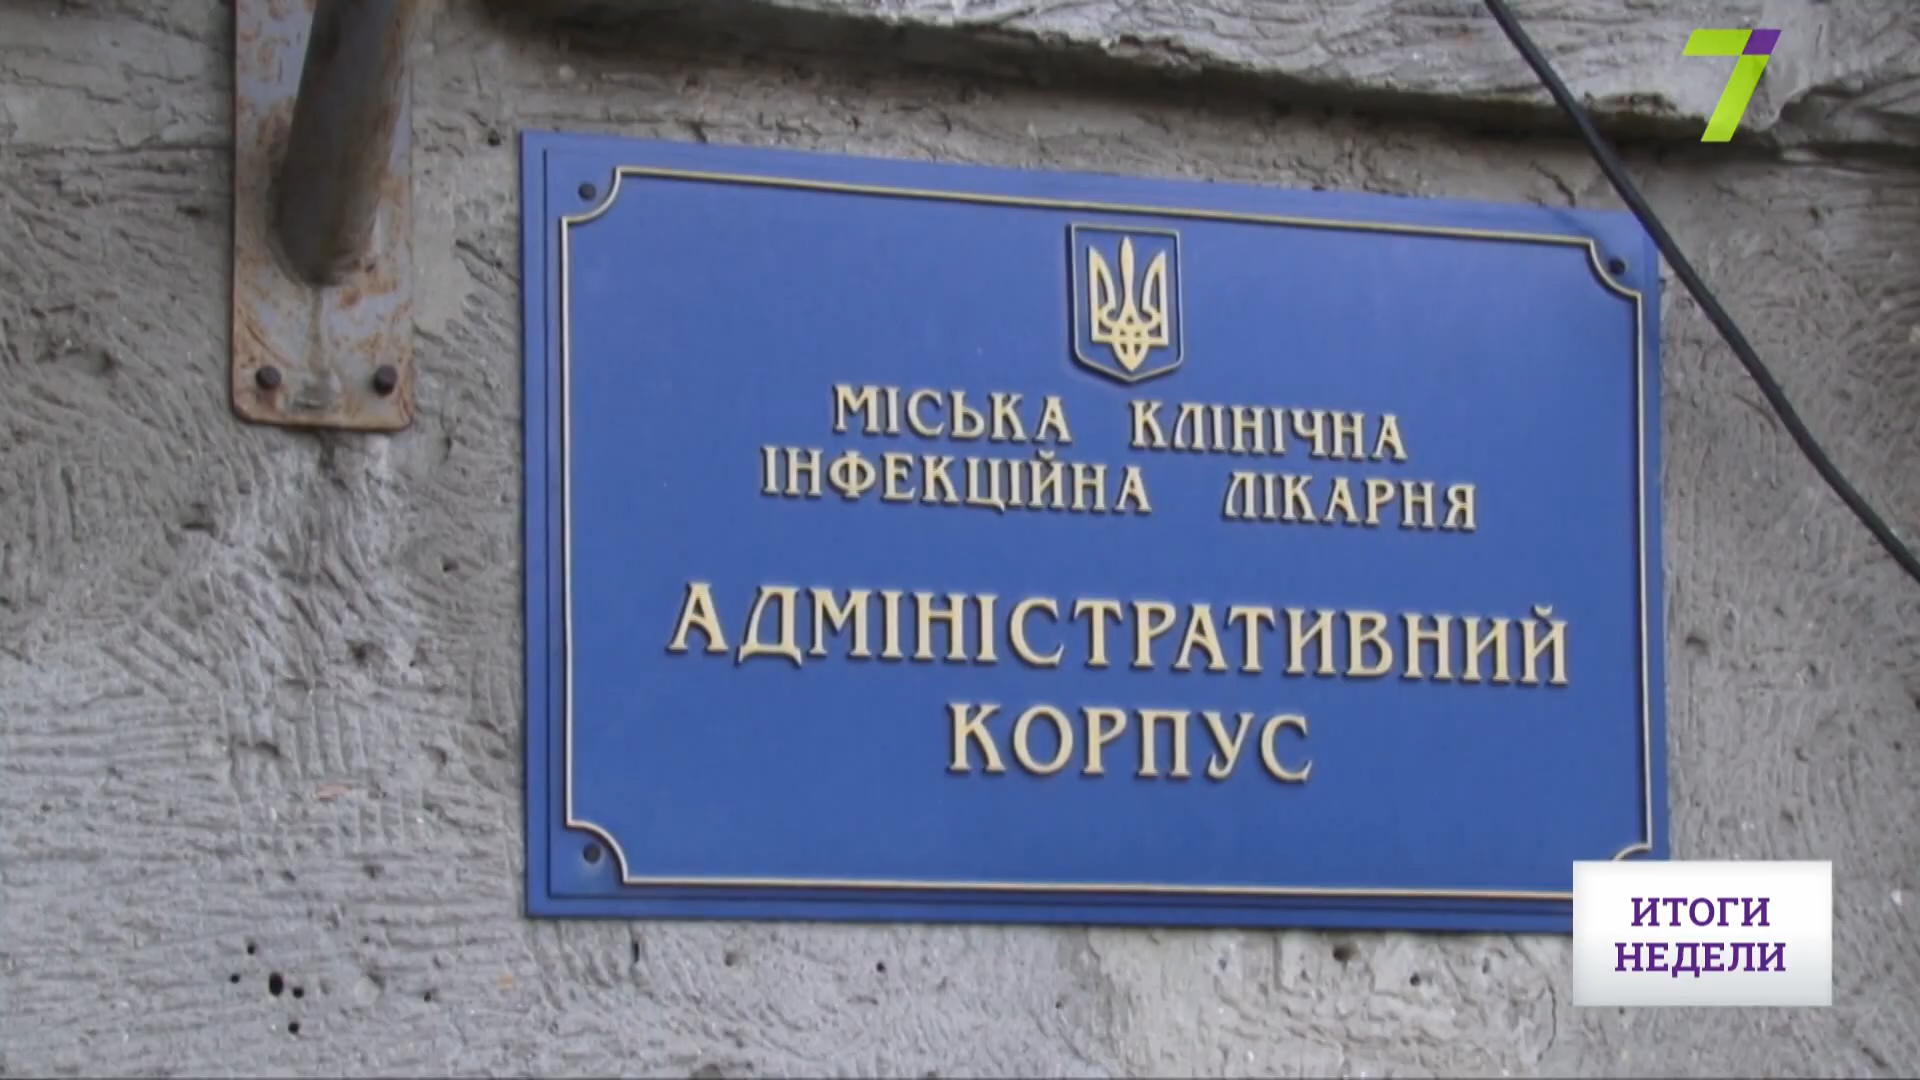 7
МІСЬКА КЛІНІЧНА
ІНФЕКЦІЙНА ЛІКАРНЯ
АДМІНІСТРАТИВНИЙ
КОРПУС
ИТОГИ
НЕДЕЛИ